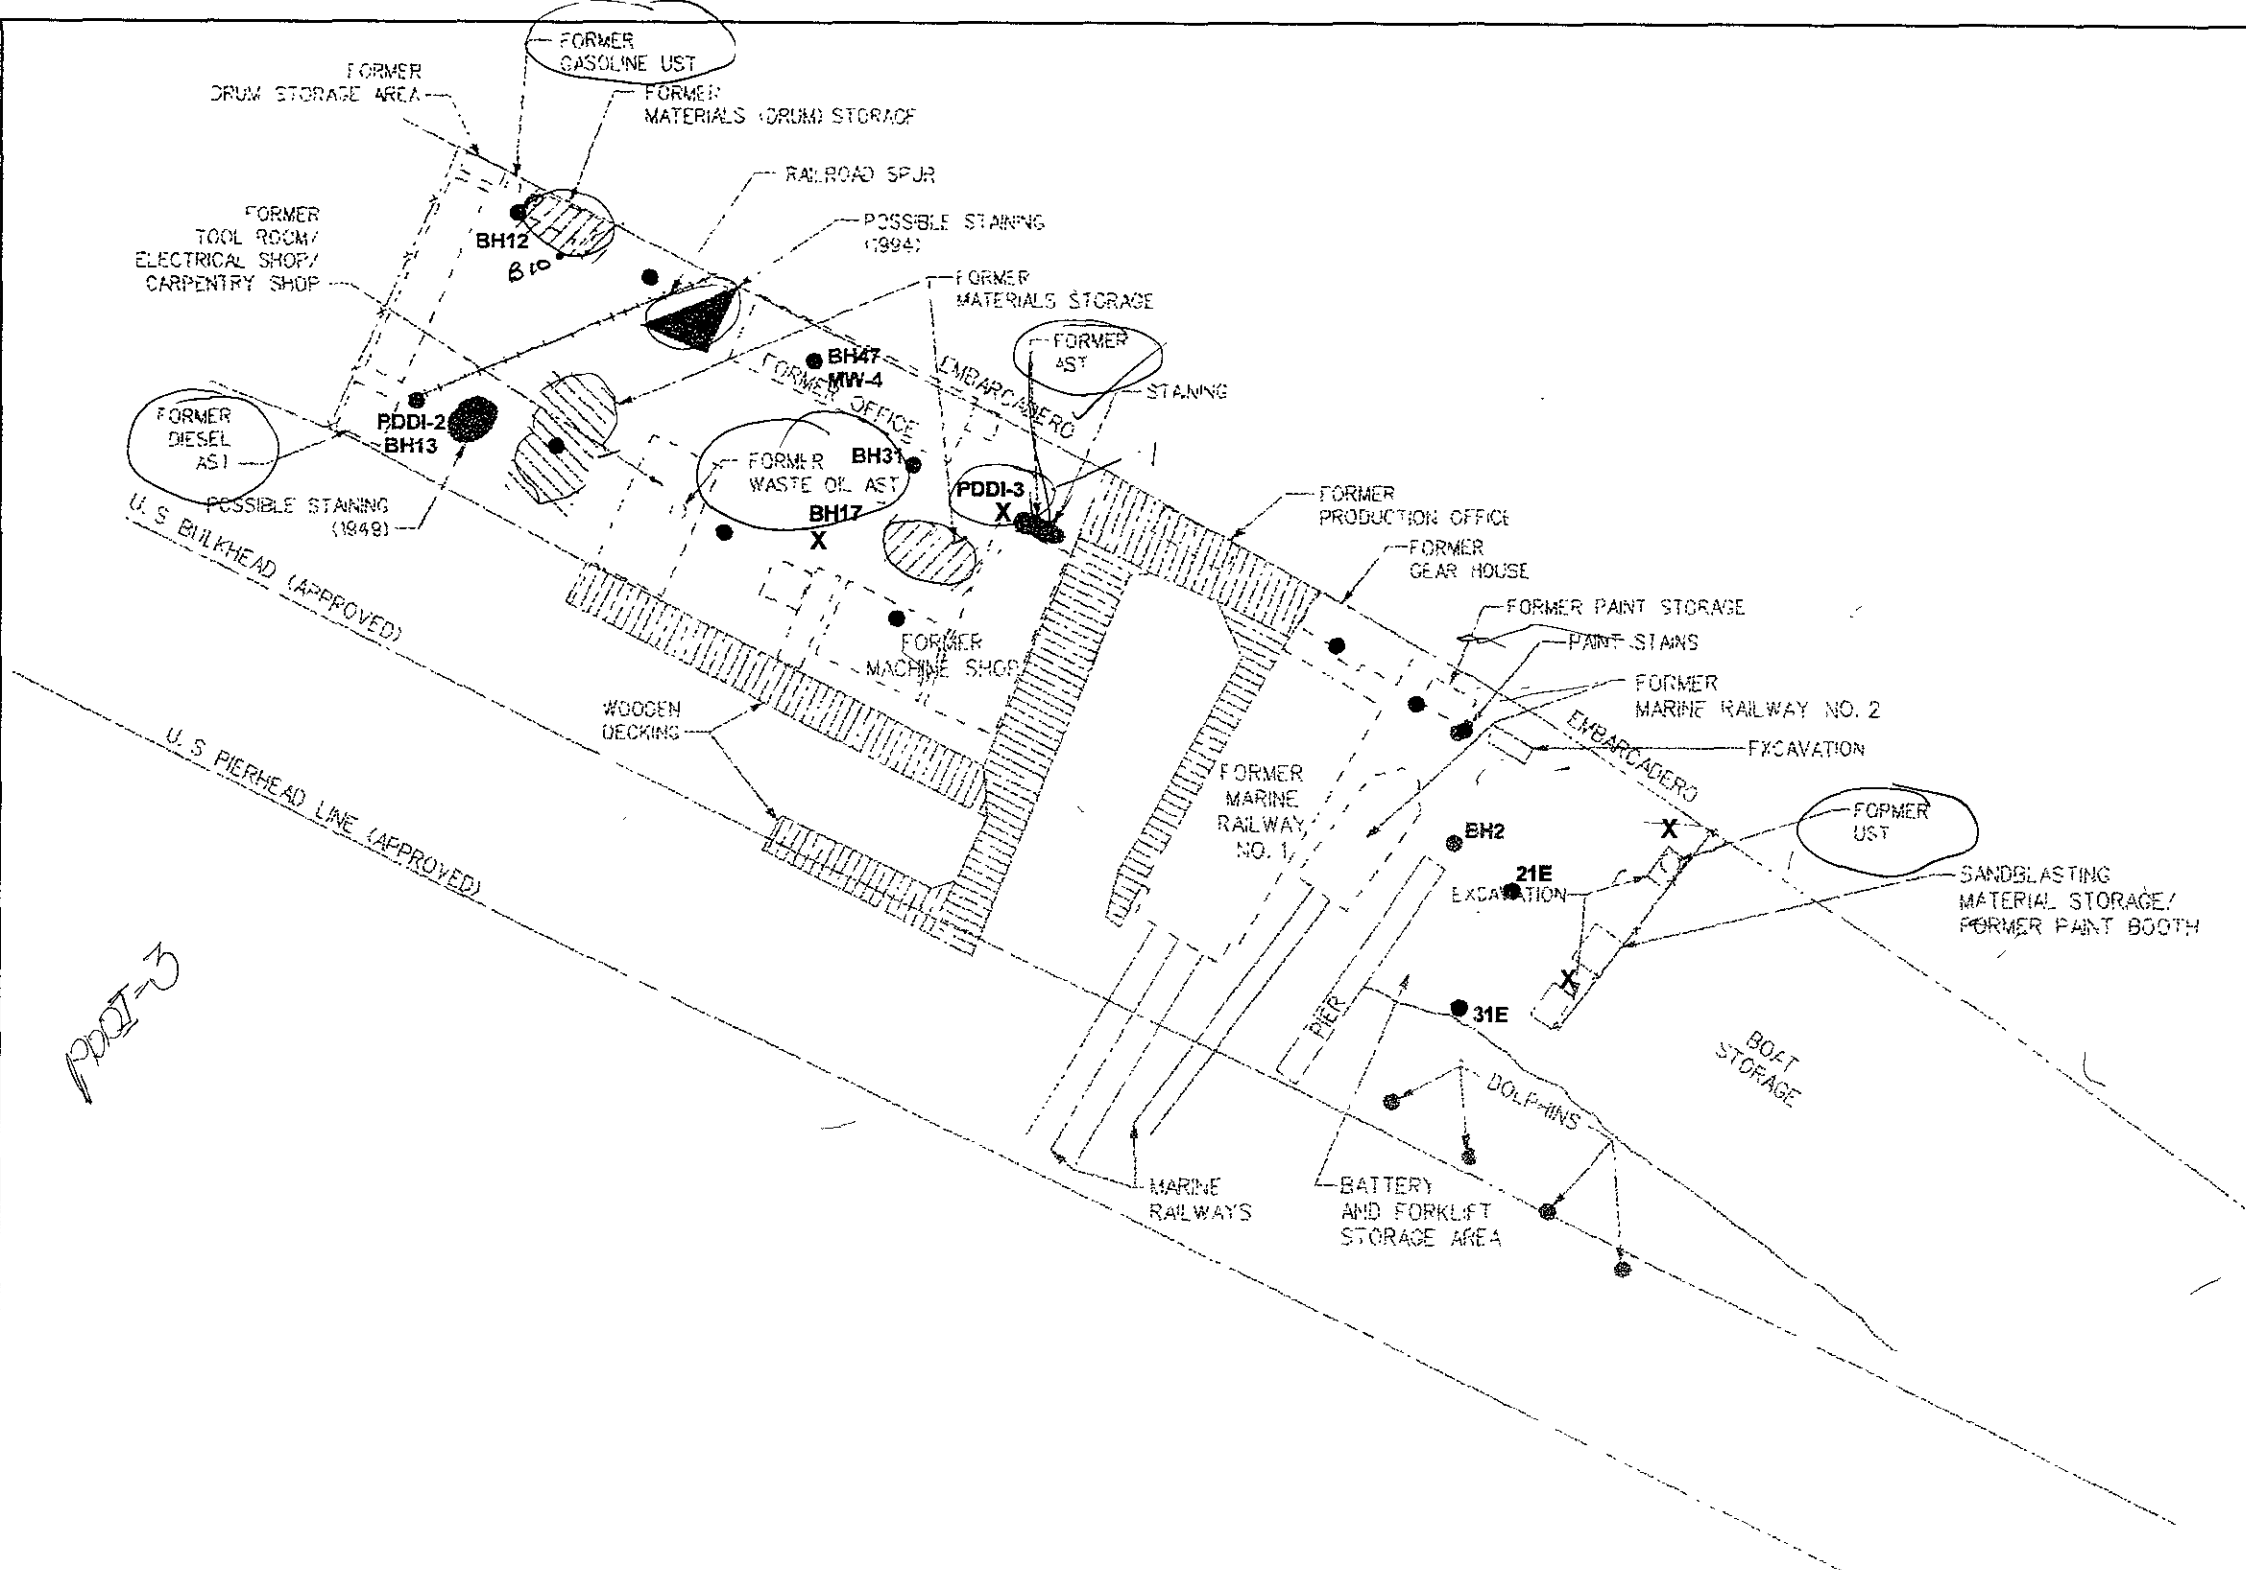 FORMER
GASOLINE UST
FORMER
DRUM STORAGE AREA
FORMER
MATERIALS (DRUM) STORAGE
RAILROAD SPUR
FORMER
TOOL ROOM/
ELECTRICAL SHOP/
CARPENTRY SHOP
BH12
B10
POSSIBLE STAINING
(1994)
FORMER
MATERIALS STORAGE
FORMER
AST
STAINING
BH47
MW-4
FORMER OFFICE
EMBARCADERO
FORMER
DIESEL
AST
PDDI-2
BH13
POSSIBLE STAINING
(1949)
FORMER
WASTE OIL AST
BH31
BH17
X
PDDI-3
X
FORMER
PRODUCTION OFFICE
FORMER
GEAR HOUSE
FORMER PAINT STORAGE
PAINT STAINS
FORMER
MARINE RAILWAY NO. 2
EXCAVATION
EMBARCADERO
U. S BULKHEAD (APPROVED)
FORMER
MACHINE SHOP
WOODEN
DECKING
U. S PIERHEAD LINE (APPROVED)
FORMER
MARINE
RAILWAY
NO. 1
BH2
X
FORMER
UST
21E
EXCAVATION
SANDBLASTING
MATERIAL STORAGE/
FORMER PAINT BOOTH
X
31E
PIER
BOAT
STORAGE
DOLPHINS
PDDI-3
MARINE
RAILWAYS
BATTERY
AND FORKLIFT
STORAGE AREA